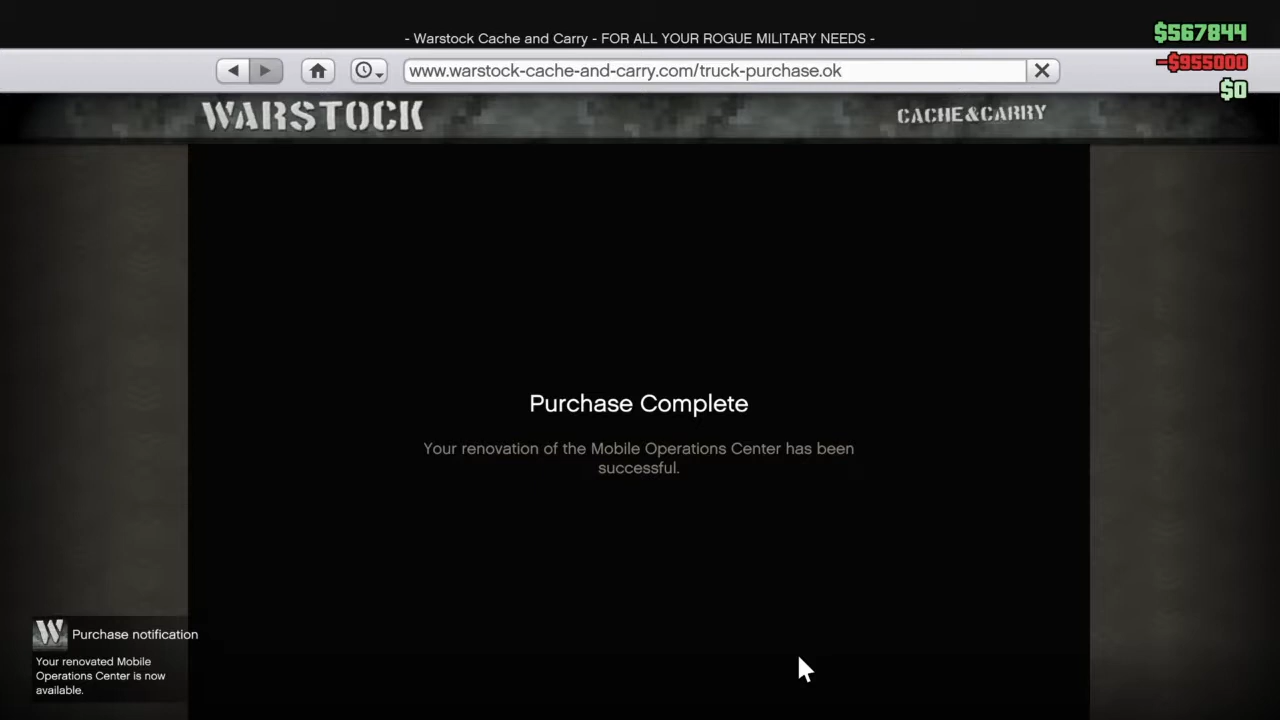 - Warstock Cache and Carry - FOR ALL YOUR ROGUE MILITARY NEEDS -
$567844
-$955000
$0
www.warstock-cache-and-carry.com/truck-purchase.ok
WARSTOCK
CACHE&CARRY
Purchase Complete
Your renovation of the Mobile Operations Center has been
successful.
W
Purchase notification
Your renovated Mobile
Operations Center is now
available.